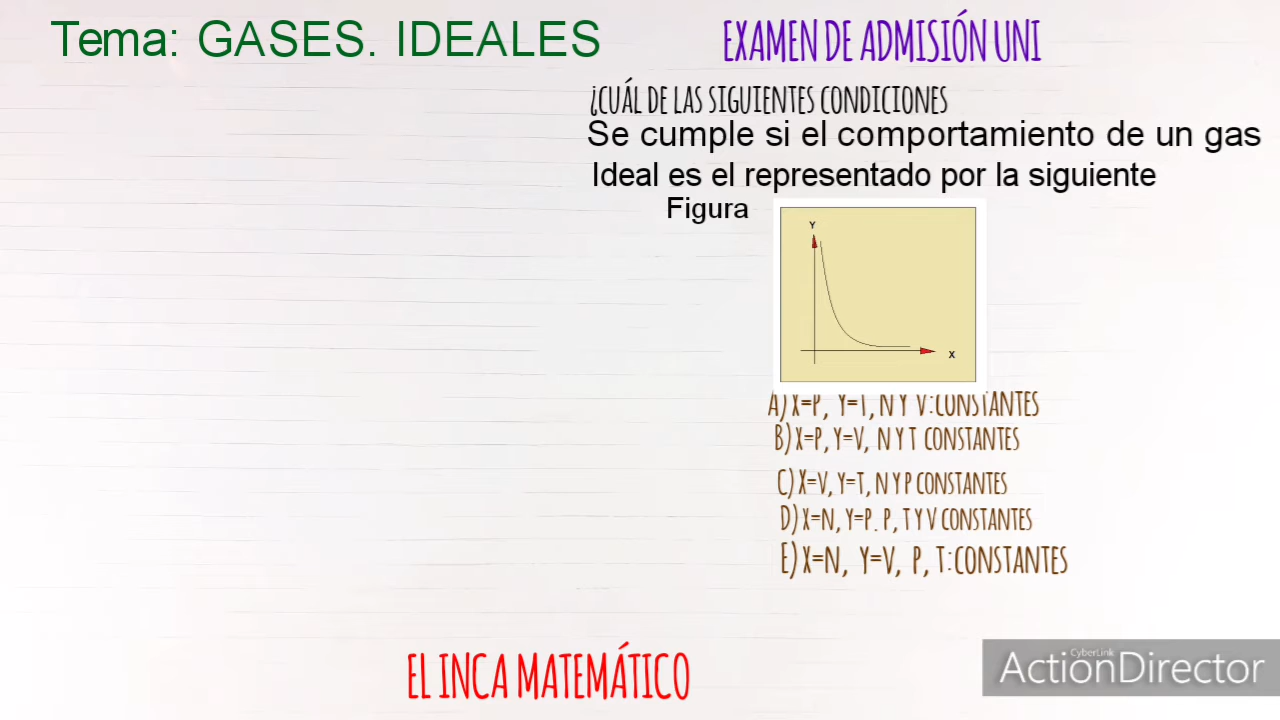 Tema: GASES. IDEALES
EXAMEN DE ADMISIÓN UNI
¿CUÁL DE LAS SIGUIENTES CONDICIONES
Se cumple si el comportamiento de un gas
Ideal es el representado por la siguiente
Figura
Y
X
A) X=P, Y=T, N Y V:CONSTANTES
B) X=P, Y=V, N Y T CONSTANTES
C) X=V, Y=T, N Y P CONSTANTES
D) X=N, Y=P. P, T Y V CONSTANTES
E) X=N, Y=V, P, T:CONSTANTES
EL INCA MATEMÁTICO
CyberLink
ActionDirector